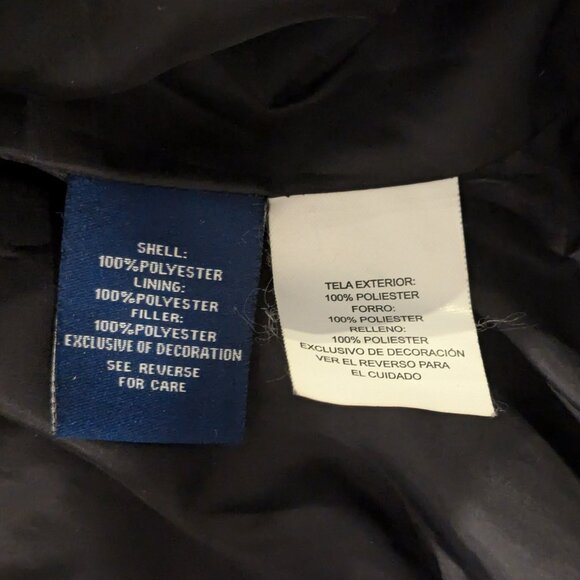 SHELL:
100%POLYESTER
LINING:
100%POLYESTER
FILLER:
100%POLYESTER
EXCLUSIVE OF DECORATION
SEE REVERSE
FOR CARE
TELA EXTERIOR:
100% POLIESTER
FORRO:
100% POLIESTER
RELLENO:
100% POLIESTER
EXCLUSIVO DE DECORACIÓN
VER EL REVERSO PARA
EL CUIDADO